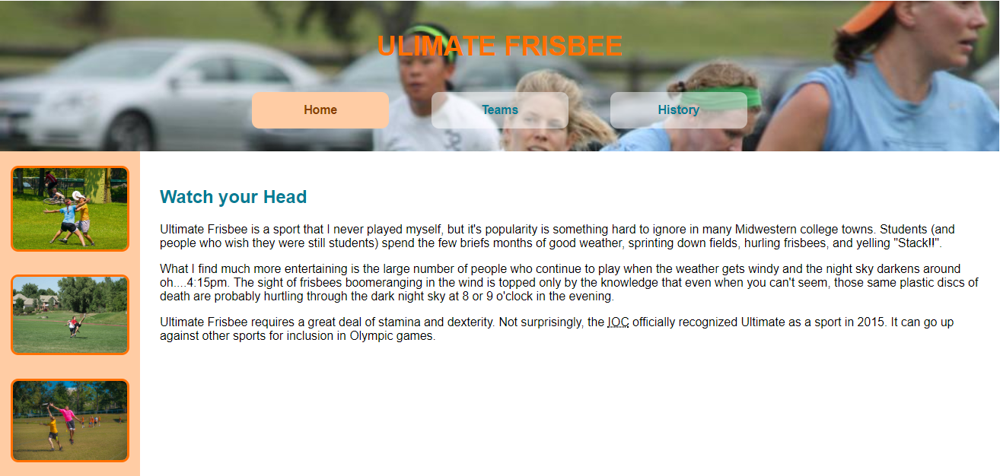 ULIMATE FRISBEE
Home
Teams
History
Watch your Head
Ultimate Frisbee is a sport that I never played myself, but it's popularity is something hard to ignore in many Midwestern college towns. Students (and
people who wish they were still students) spend the few briefs months of good weather, sprinting down fields, hurling frisbees, and yelling "Stack!!".
What I find much more entertaining is the large number of people who continue to play when the weather gets windy and the night sky darkens around
oh....4:15pm. The sight of frisbees boomeranging in the wind is topped only by the knowledge that even when you can't seem, those same plastic discs of
death are probably hurtling through the dark night sky at 8 or 9 o'clock in the evening.
Ultimate Frisbee requires a great deal of stamina and dexterity. Not surprisingly, the IOC officially recognized Ultimate as a sport in 2015. It can go up
against other sports for inclusion in Olympic games.